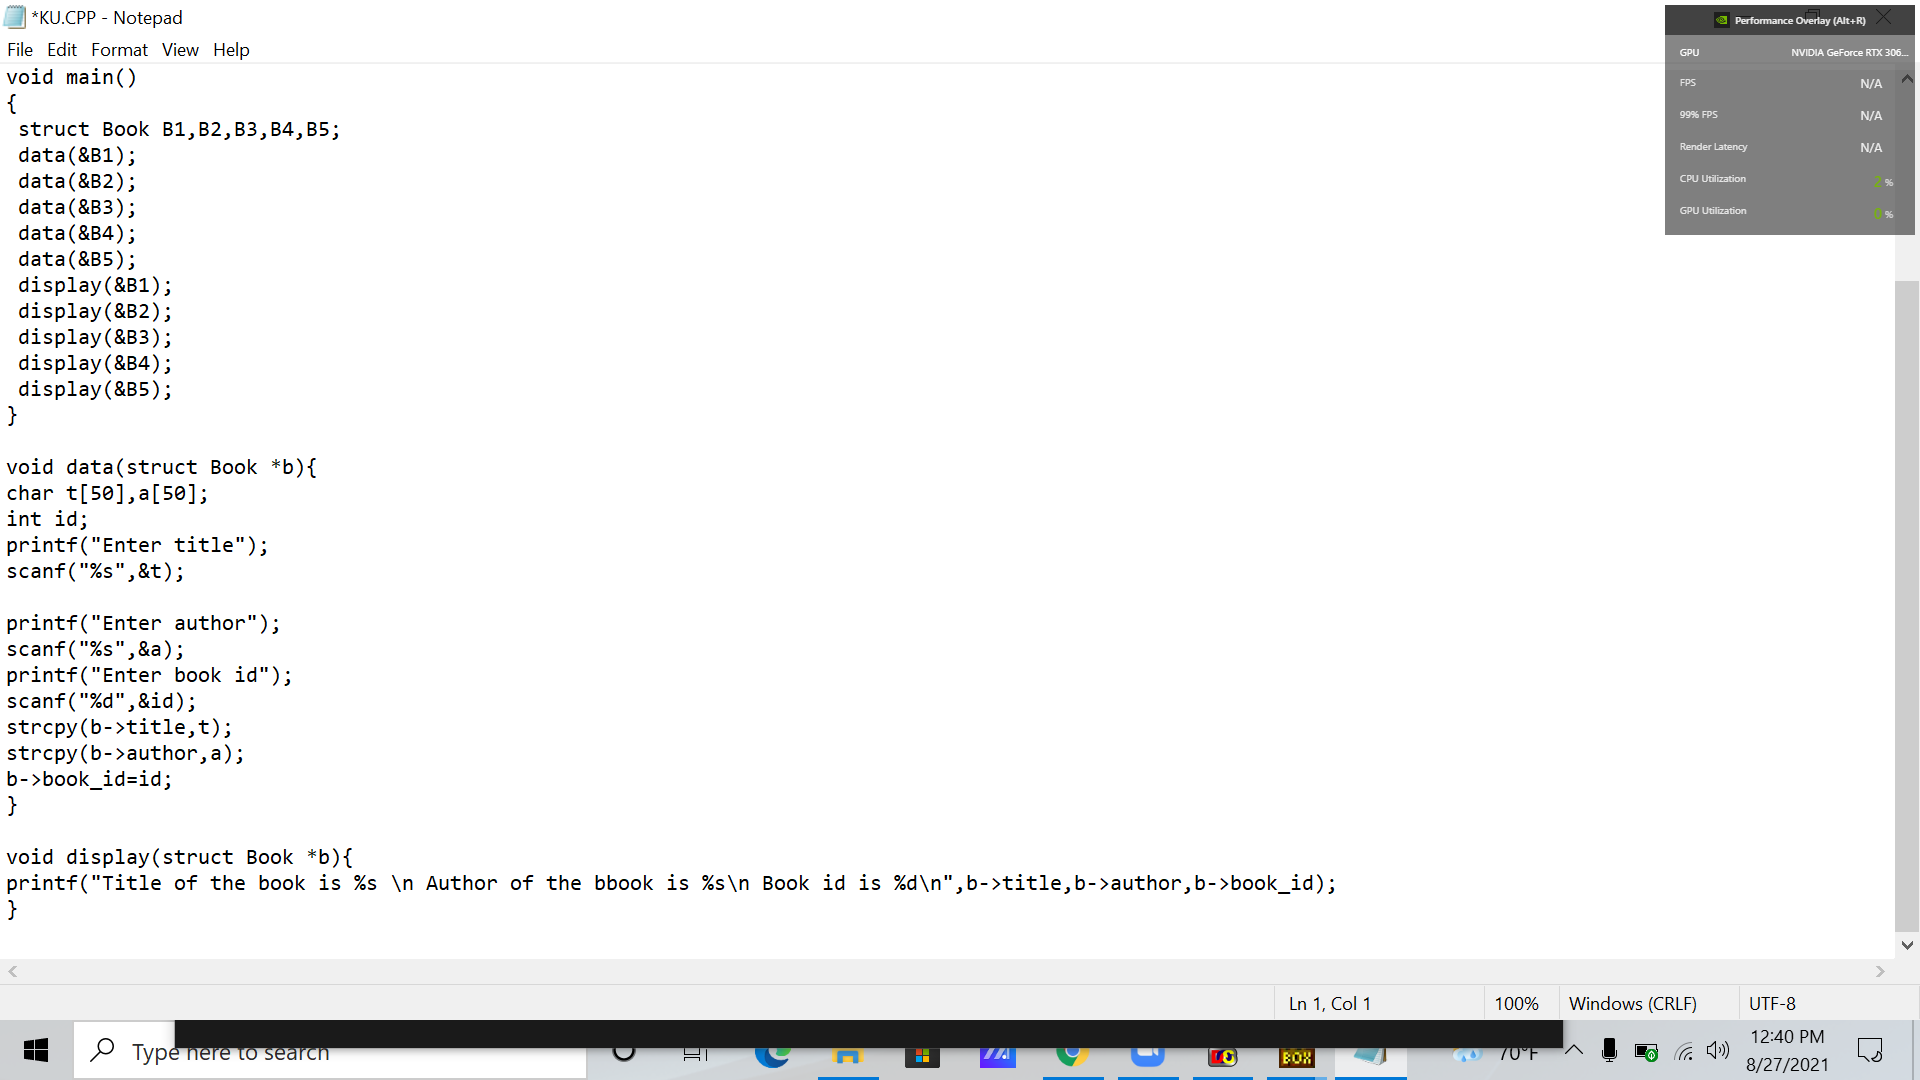 *KU.CPP - Notepad
File Edit Format View Help
void main()
{
struct Book B1,B2,B3,B4,B5;
data(&B1);
data(&B2);
data(&B3);
data(&B4);
data(&B5);
display(&B1);
display(&B2);
display(&B3);
display(&B4);
display(&B5);
}
void data(struct Book *b){
char t[50],a[50];
int id;
printf("Enter title");
scanf("%s",&t);
printf("Enter author");
scanf("%s",&a);
printf("Enter book id");
scanf("%d",&id);
strcpy(b->title,t);
strcpy(b->author,a);
b->book_id=id;
}
void display(struct Book *b){
printf("Title of the book is %s \n Author of the bbook is %s\n Book id is %d\n",b->title,b->author,b->book_id);
}
Performance Overlay (Alt+R)
GPU NVIDIA GeForce RTX 306...
FPS N/A
99% FPS N/A
Render Latency N/A
CPU Utilization 2 %
GPU Utilization 0 %
Ln 1, Col 1 100% Windows (CRLF) UTF-8
Type here to search
BOX
70°F
12:40 PM
8/27/2021